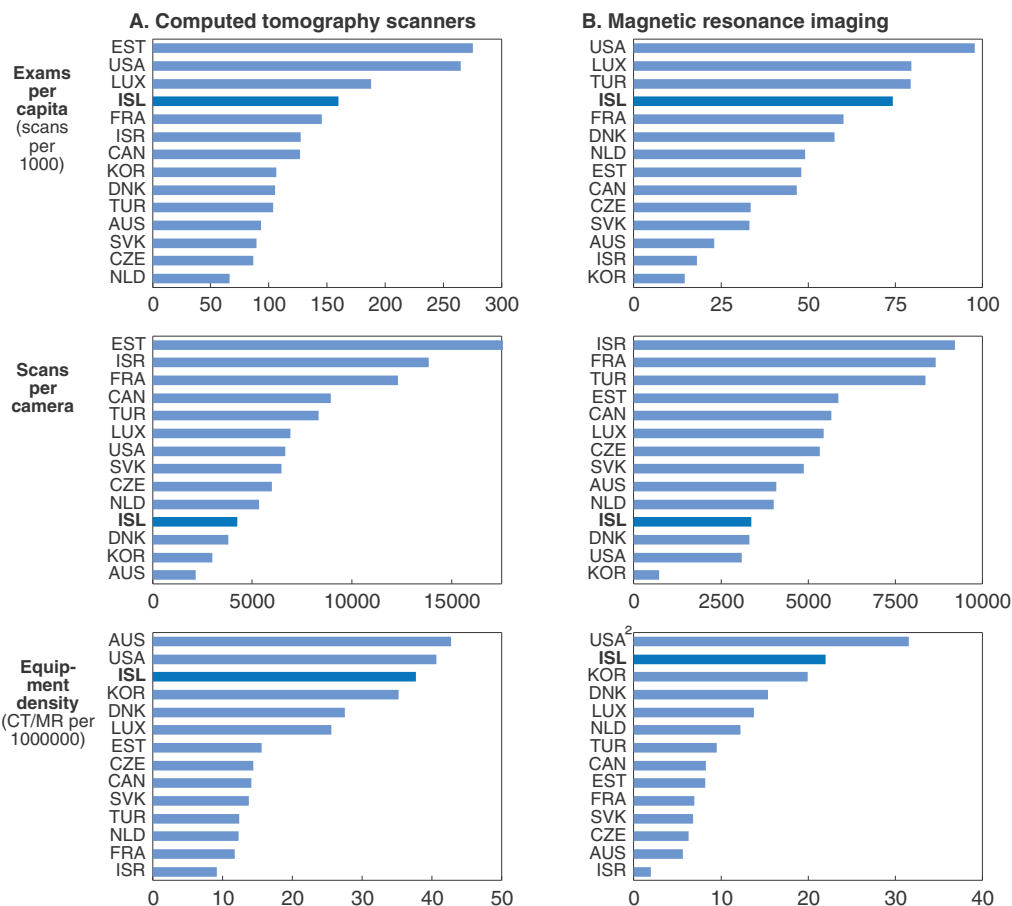 A. Computed tomography scanners
B. Magnetic resonance imaging
Exams
per
capita
(scans
per
1000)
EST
USA
LUX
ISL
FRA
ISR
CAN
KOR
DNK
TUR
AUS
SVK
CZE
NLD
0 50 100 150 200 250 300
USA
LUX
TUR
ISL
FRA
DNK
NLD
EST
CAN
CZE
SVK
AUS
ISR
KOR
0 25 50 75 100
Scans
per
camera
EST
ISR
FRA
CAN
TUR
LUX
USA
SVK
CZE
NLD
ISL
DNK
KOR
AUS
0 5000 10000 15000
ISR
FRA
TUR
EST
CAN
LUX
CZE
SVK
AUS
NLD
ISL
DNK
USA
KOR
0 2500 5000 7500 10000
Equip-
ment
density
(CT/MR per
1000000)
AUS
USA
ISL
KOR
DNK
LUX
EST
CZE
CAN
SVK
TUR
NLD
FRA
ISR
0 10 20 30 40 50
USA²
ISL
KOR
DNK
LUX
NLD
TUR
CAN
EST
FRA
SVK
CZE
AUS
ISR
0 10 20 30 40